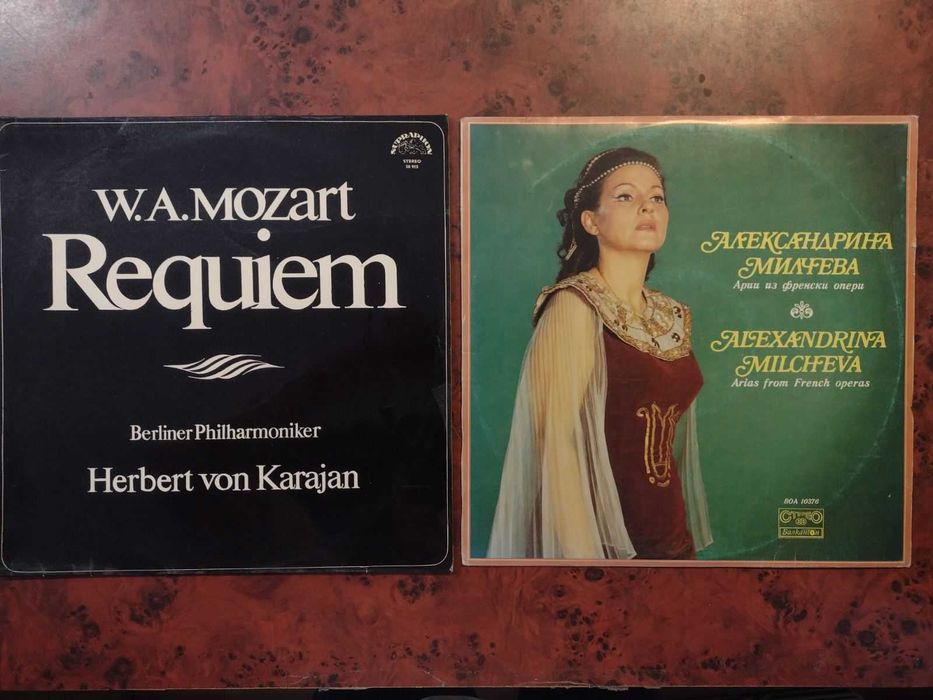 SUPRAPHON
STEREO
W.A.Mozart
Requiem
Berliner Philharmoniker
Herbert von Karajan
АЛЕКСАНДРИНА
МИЛЧЕВА
Арии из френски опери
ALEXANDRINA
MILCHEVA
Arias from French operas
ВОА 10376
СТЕРЕО
Балкантон